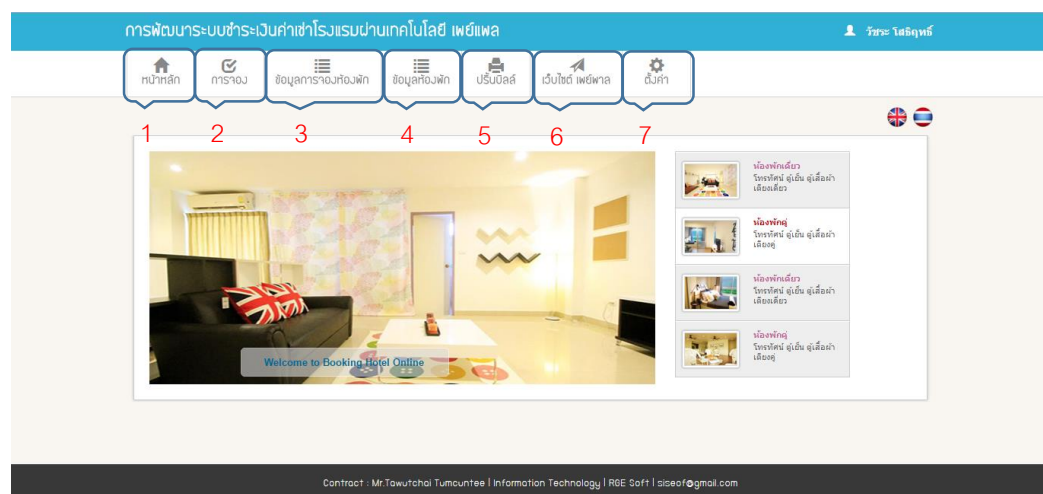 การพัฒนาระบบชำระเงินค่าเช่าโรงแรมผ่านเทคโนโลยี เพย์แพล
วัชระ โสธิฤทธิ์
หน้าหลัก การจอง ข้อมูลการจองห้องพัก ข้อมูลห้องพัก ปริ้นบิลล์ เว็บไซต์ เพย์พาล ตั้งค่า
1 2 3 4 5 6 7
ห้องพักเดี่ยว
โทรทัศน์ ตู้เย็น ตู้เสื้อผ้า
เตียงเดี่ยว
ห้องพักคู่
โทรทัศน์ ตู้เย็น ตู้เสื้อผ้า
เตียงคู่
ห้องพักเดี่ยว
โทรทัศน์ ตู้เย็น ตู้เสื้อผ้า
เตียงเดี่ยว
ห้องพักคู่
โทรทัศน์ ตู้เย็น ตู้เสื้อผ้า
เตียงคู่
Welcome to Booking Hotel Online
Contract : Mr.Tawutchai Tumcuntee | Information Technology | RGE Soft | siseof@gmail.com